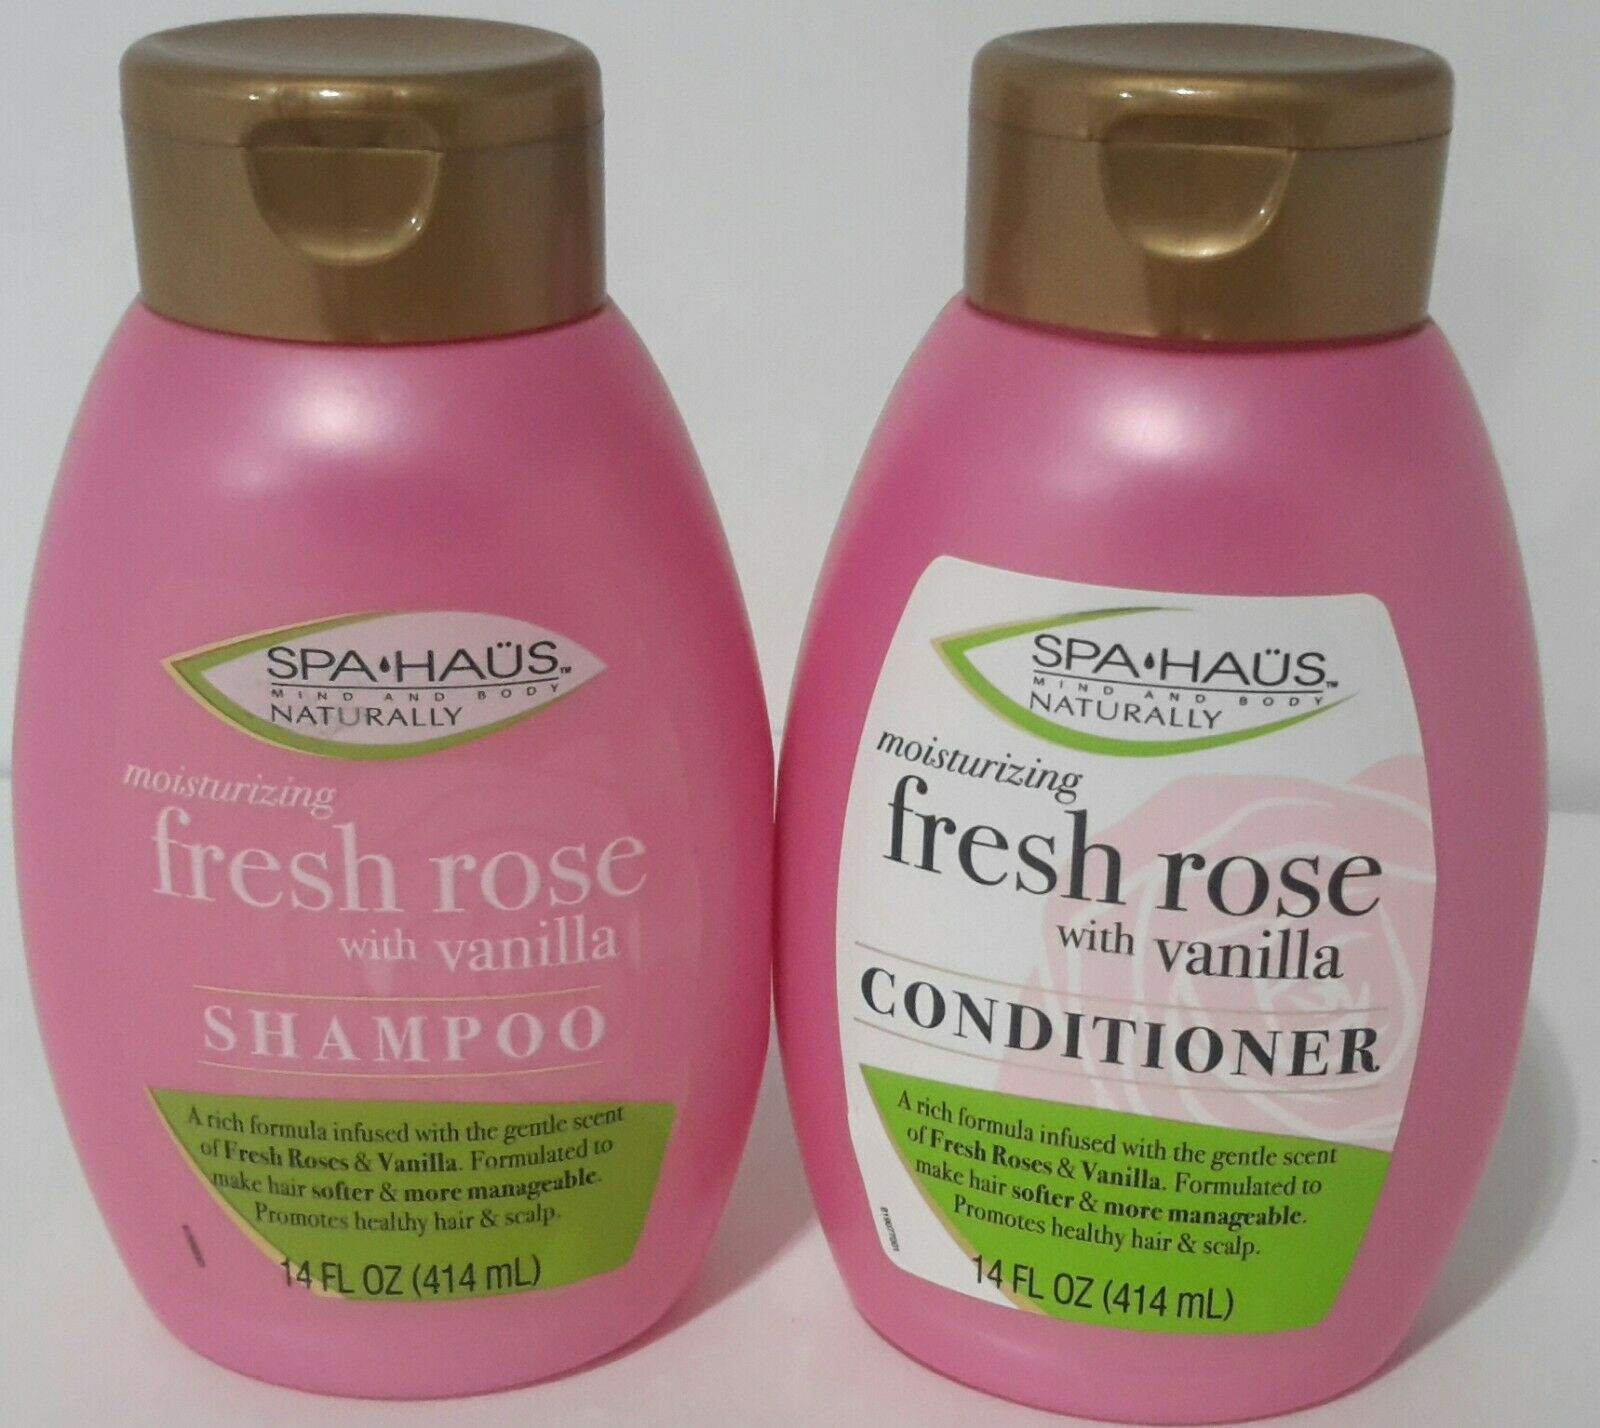 SPA HAÜS™
MIND AND BODY
NATURALLY
moisturizing
fresh rose
with vanilla
SHAMPOO
A rich formula infused with the gentle scent
of Fresh Roses & Vanilla. Formulated to
make hair softer & more manageable.
Promotes healthy hair & scalp.
14 FL OZ (414 mL)
SPA HAÜS™
MIND AND BODY
NATURALLY
moisturizing
fresh rose
with vanilla
CONDITIONER
A rich formula infused with the gentle scent
of Fresh Roses & Vanilla. Formulated to
make hair softer & more manageable.
Promotes healthy hair & scalp.
14 FL OZ (414 mL)